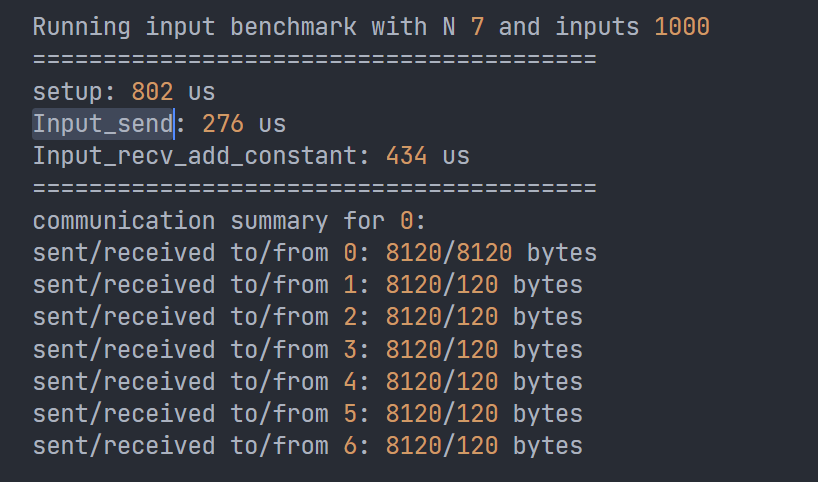 Running input benchmark with N 7 and inputs 1000
========================================
setup: 802 us
Input_send: 276 us
Input_recv_add_constant: 434 us
========================================
communication summary for 0:
sent/received to/from 0: 8120/8120 bytes
sent/received to/from 1: 8120/120 bytes
sent/received to/from 2: 8120/120 bytes
sent/received to/from 3: 8120/120 bytes
sent/received to/from 4: 8120/120 bytes
sent/received to/from 5: 8120/120 bytes
sent/received to/from 6: 8120/120 bytes